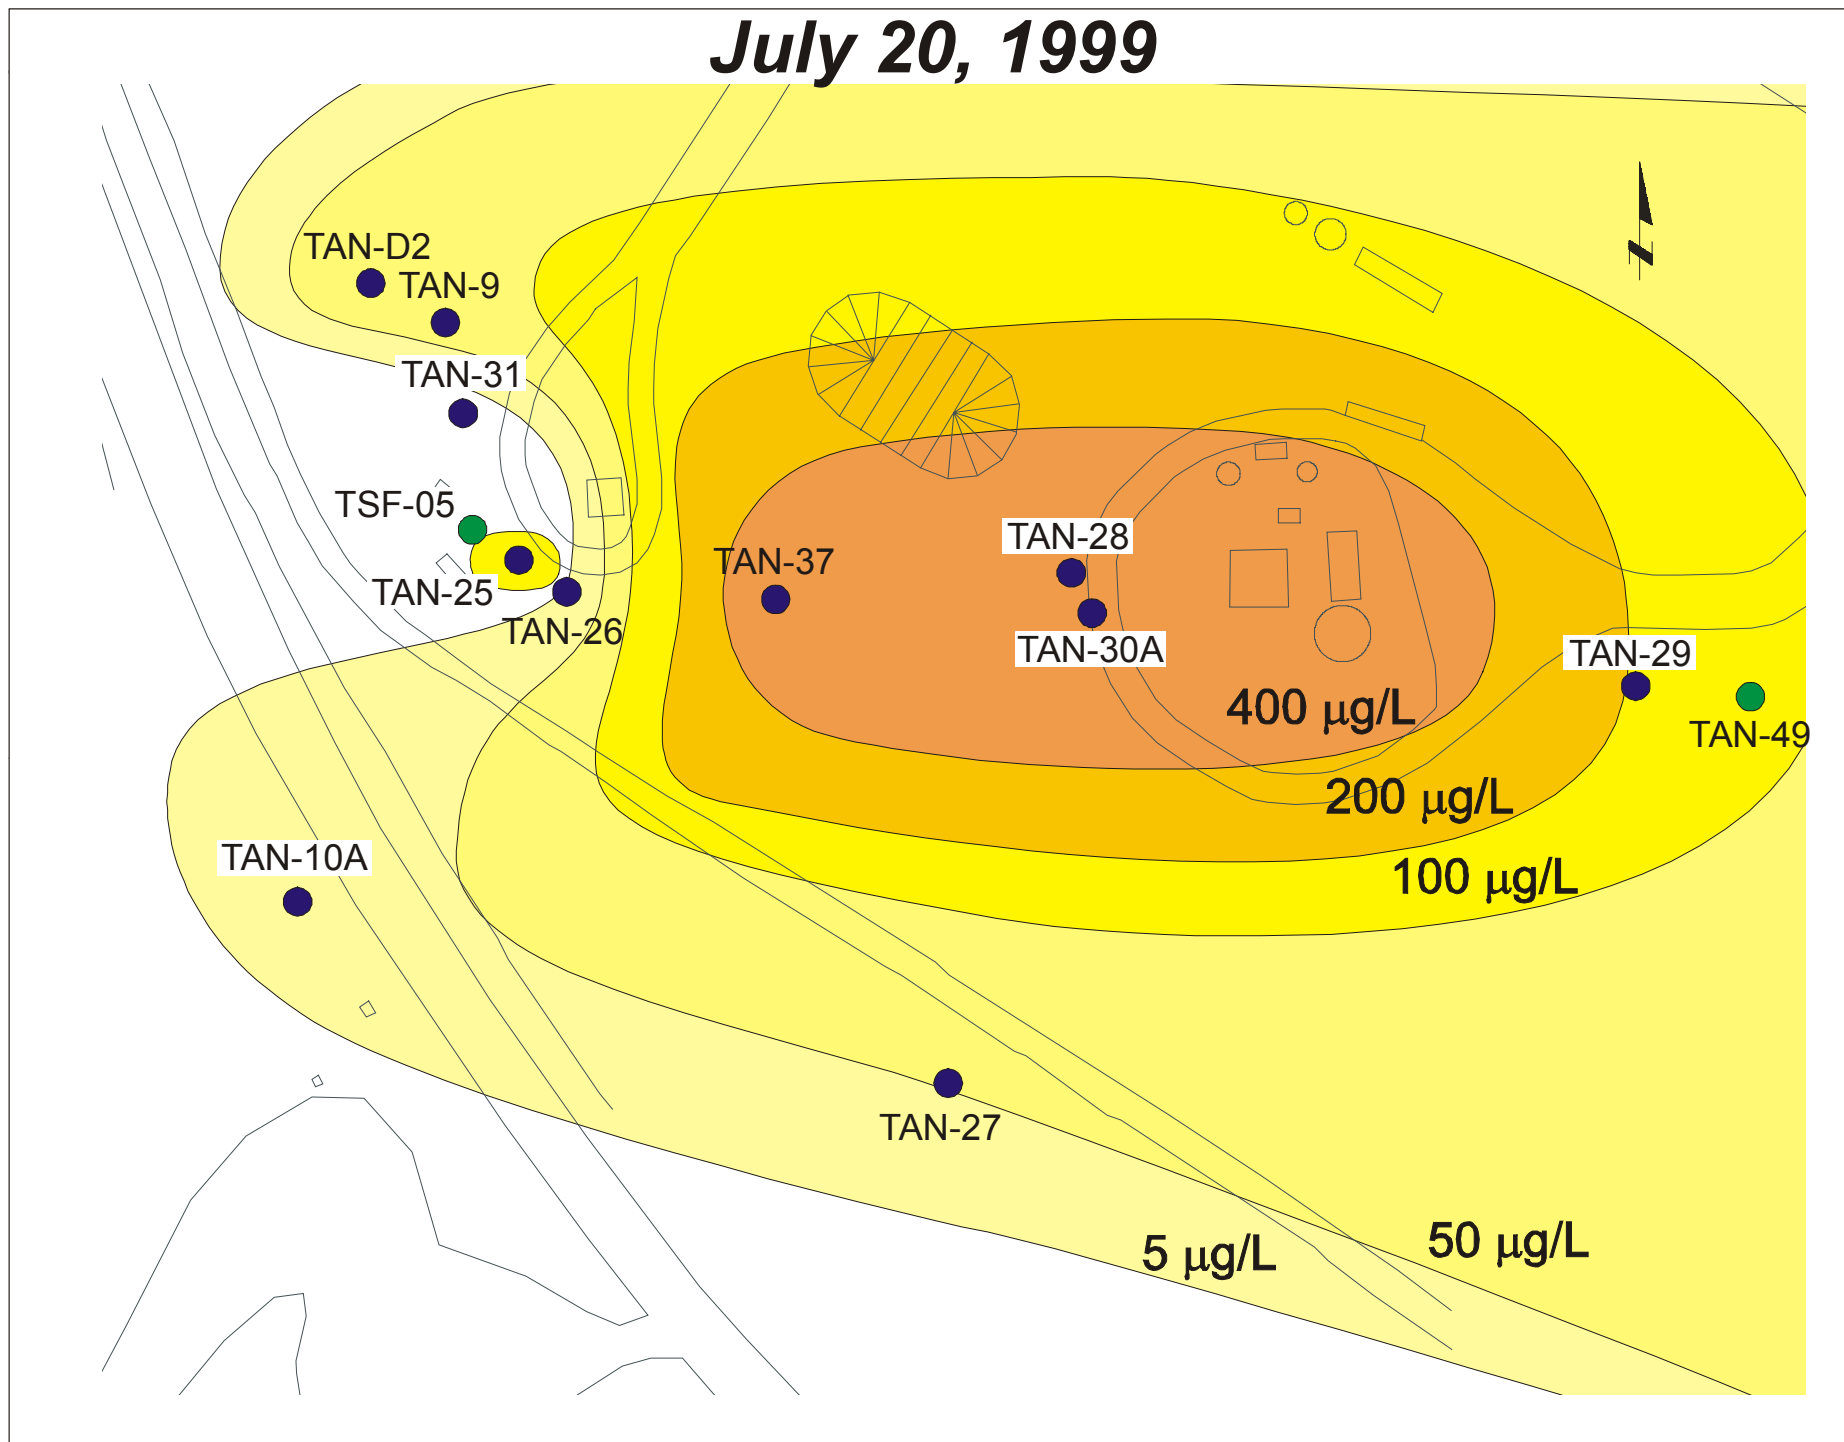 July 20, 1999
TAN-D2
TAN-9
TAN-31
TSF-05
TAN-25
TAN-26
TAN-37
TAN-28
TAN-30A
TAN-29
TAN-49
400 µg/L
200 µg/L
100 µg/L
TAN-10A
TAN-27
5 µg/L
50 µg/L
N